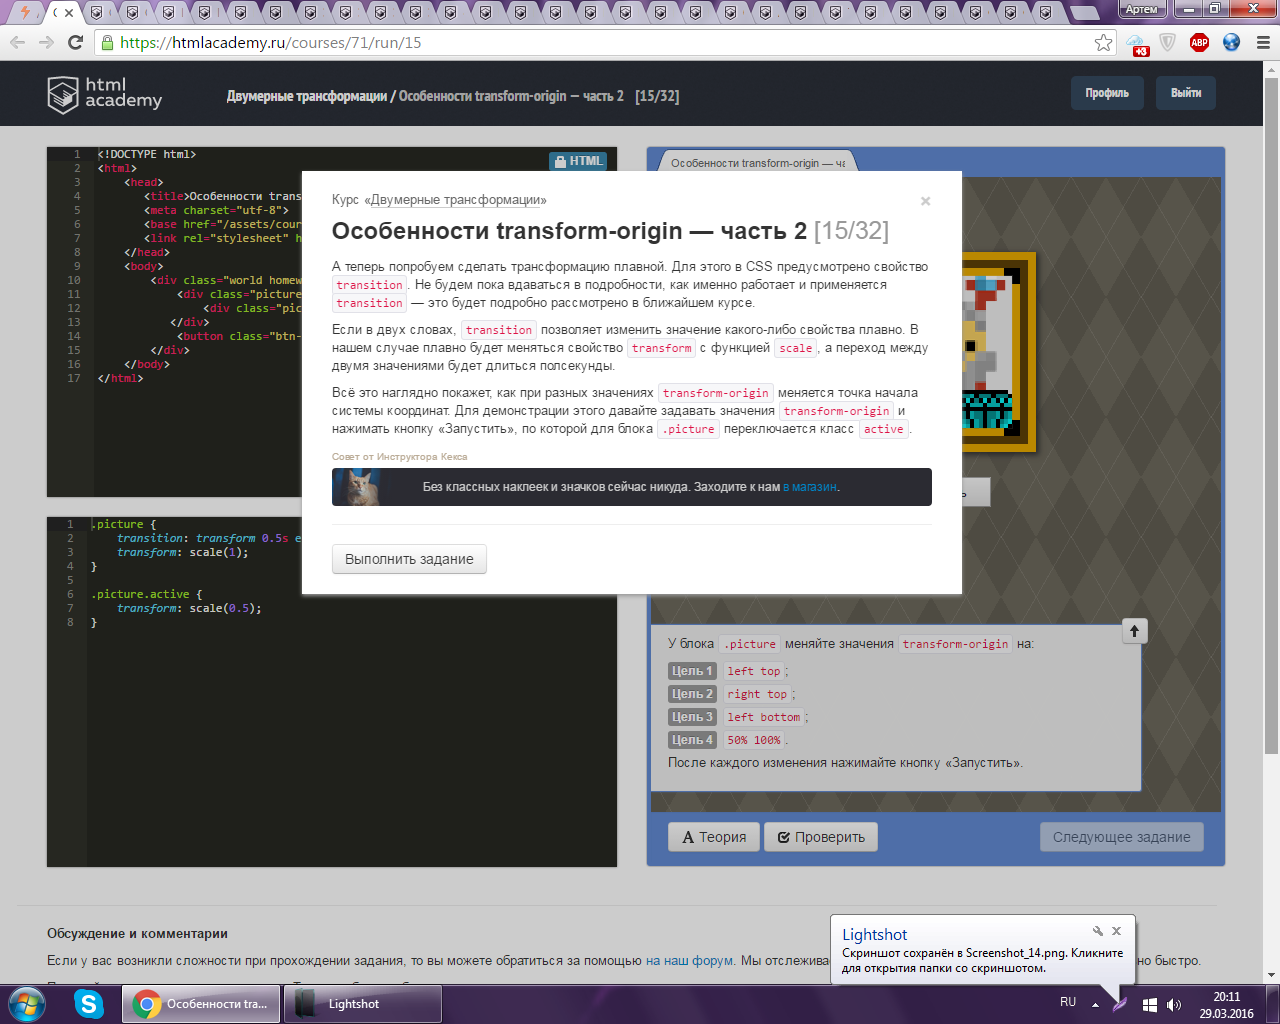 Артем
https://htmlacademy.ru/courses/71/run/15
+3
ABP
html
academy
Двумерные трансформации / Особенности transform-origin — часть 2 [15/32]
Профиль
Выйти
HTML
1 <!DOCTYPE html>
2 <html>
3 <head>
4 <title>Особенности trans
5 <meta charset="utf-8">
6 <base href="/assets/cour
7 <link rel="stylesheet" h
8 </head>
9 <body>
10 <div class="world homew
11 <div class="picture
12 <div class="pic
13 </div>
14 <button class="btn-
15 </div>
16 </body>
17 </html>
1 .picture {
2 transition: transform 0.5s e
3 transform: scale(1);
4 }
5
6 .picture.active {
7 transform: scale(0.5);
8 }
Курс «Двумерные трансформации»
Особенности transform-origin — часть 2 [15/32]
А теперь попробуем сделать трансформацию плавной. Для этого в CSS предусмотрено свойство
transition. Не будем пока вдаваться в подробности, как именно работает и применяется
transition — это будет подробно рассмотрено в ближайшем курсе.
Если в двух словах, transition позволяет изменить значение какого-либо свойства плавно. В
нашем случае плавно будет меняться свойство transform с функцией scale, а переход между
двумя значениями будет длиться полсекунды.
Всё это наглядно покажет, как при разных значениях transform-origin меняется точка начала
системы координат. Для демонстрации этого давайте задавать значения transform-origin и
нажимать кнопку «Запустить», по которой для блока .picture переключается класс active.
Совет от Инструктора Кекса
Без классных наклеек и значков сейчас никуда. Заходите к нам в магазин.
Выполнить задание
Особенности transform-origin — ча
У блока .picture меняйте значения transform-origin на:
Цель 1 left top;
Цель 2 right top;
Цель 3 left bottom;
Цель 4 50% 100%.
После каждого изменения нажимайте кнопку «Запустить».
Теория
Проверить
Следующее задание
Обсуждение и комментарии
Если у вас возникли сложности при прохождении задания, то вы можете обратиться за помощью на наш форум. Мы отслежива
но быстро.
Lightshot
Скриншот сохранён в Screenshot_14.png. Кликните
для открытия папки со скриншотом.
Особенности tra...
Lightshot
RU
20:11
29.03.2016